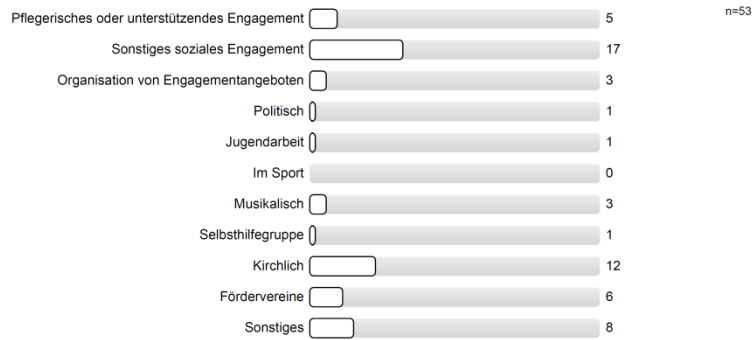 Pflegerisches oder unterstützendes Engagement 5 n=53
Sonstiges soziales Engagement 17
Organisation von Engagementangeboten 3
Politisch 1
Jugendarbeit 1
Im Sport 0
Musikalisch 3
Selbsthilfegruppe 1
Kirchlich 12
Fördervereine 6
Sonstiges 8